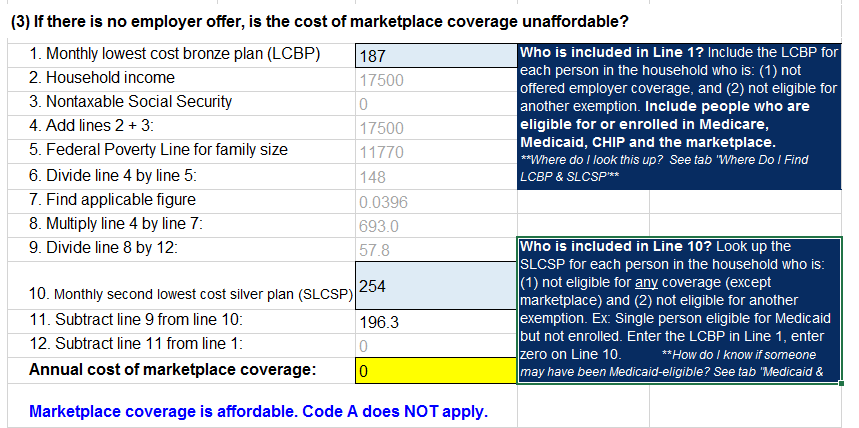 (3) If there is no employer offer, is the cost of marketplace coverage unaffordable?
1. Monthly lowest cost bronze plan (LCBP) 187
2. Household income 17500
3. Nontaxable Social Security 0
4. Add lines 2 + 3: 17500
5. Federal Poverty Line for family size 11770
6. Divide line 4 by line 5: 148
7. Find applicable figure 0.0396
8. Multiply line 4 by line 7: 693.0
9. Divide line 8 by 12: 57.8
10. Monthly second lowest cost silver plan (SLCSP) 254
11. Subtract line 9 from line 10: 196.3
12. Subtract line 11 from line 1: 0
Annual cost of marketplace coverage: 0
Marketplace coverage is affordable. Code A does NOT apply.
Who is included in Line 1? Include the LCBP for
each person in the household who is: (1) not
offered employer coverage, and (2) not eligible for
another exemption. Include people who are
eligible for or enrolled in Medicare,
Medicaid, CHIP and the marketplace.
**Where do I look this up? See tab "Where Do I Find
LCBP & SLCSP"**
Who is included in Line 10? Look up the
SLCSP for each person in the household who is:
(1) not eligible for any coverage (except
marketplace) and (2) not eligible for another
exemption. Ex: Single person eligible for Medicaid
but not enrolled. Enter the LCBP in Line 1, enter
zero on Line 10. **How do I know if someone
may have been Medicaid-eligible? See tab "Medicaid &